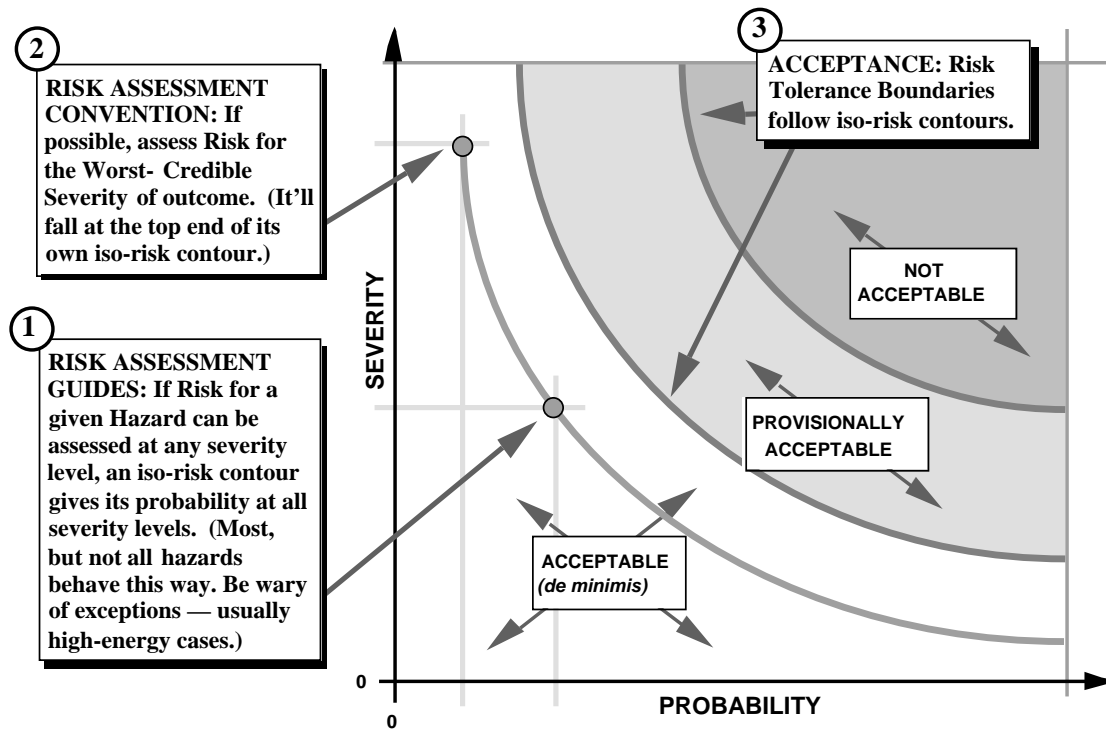 2
RISK ASSESSMENT
CONVENTION: If
possible, assess Risk for
the Worst- Credible
Severity of outcome. (It'll
fall at the top end of its
own iso-risk contour.)
1
RISK ASSESSMENT
GUIDES: If Risk for a
given Hazard can be
assessed at any severity
level, an iso-risk contour
gives its probability at all
severity levels. (Most,
but not all hazards
behave this way. Be wary
of exceptions — usually
high-energy cases.)
3
ACCEPTANCE: Risk
Tolerance Boundaries
follow iso-risk contours.
SEVERITY
NOT
ACCEPTABLE
PROVISIONALLY
ACCEPTABLE
ACCEPTABLE
(de minimis)
0
0
PROBABILITY